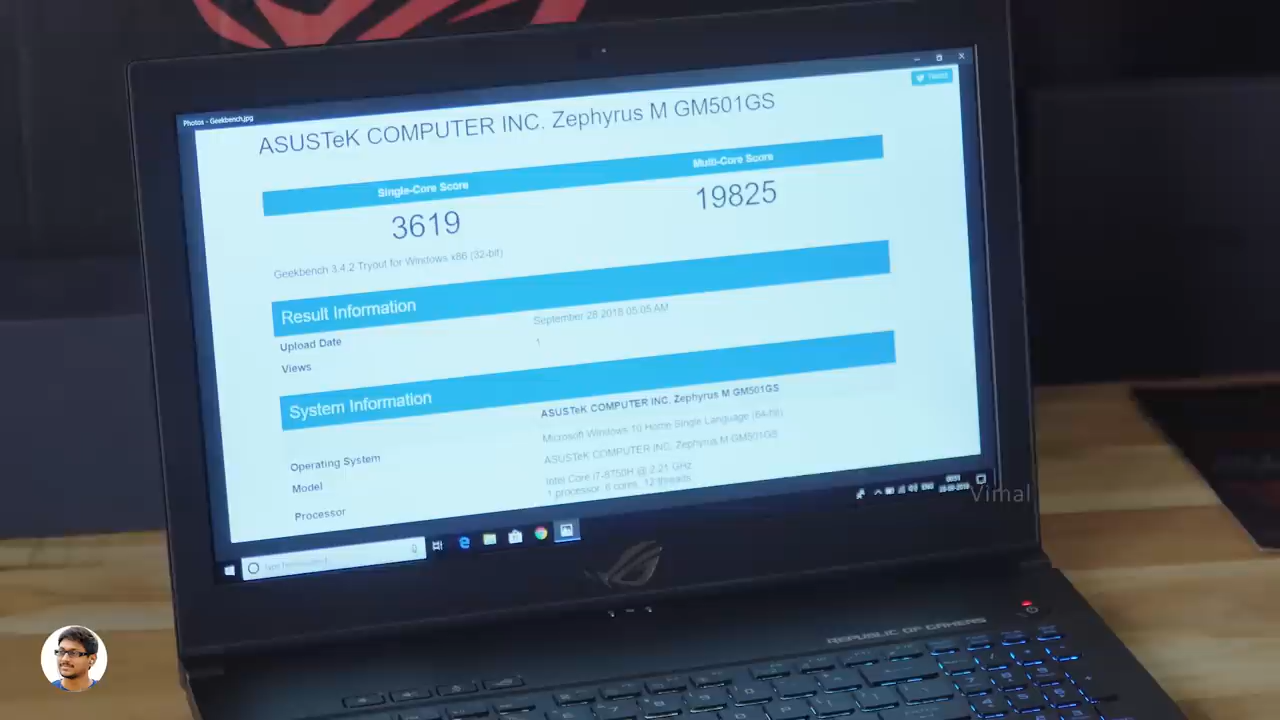 Photos - Geekbench.jpg
Tweet
ASUSTeK COMPUTER INC. Zephyrus M GM501GS
Single-Core Score
Multi-Core Score
3619
19825
Geekbench 3.4.2 Tryout for Windows x86 (32-bit)
Result Information
Upload Date
September 28 2018 05:05 AM
Views
1
System Information
ASUSTeK COMPUTER INC. Zephyrus M GM501GS
Operating System
Microsoft Windows 10 Home Single Language (64-bit)
Model
ASUSTeK COMPUTER INC. Zephyrus M GM501GS
Processor
Intel Core i7-8750H @ 2.21 GHz
1 processor, 6 cores, 12 threads
ENG
Vimal
REPUBLIC OF GAMERS